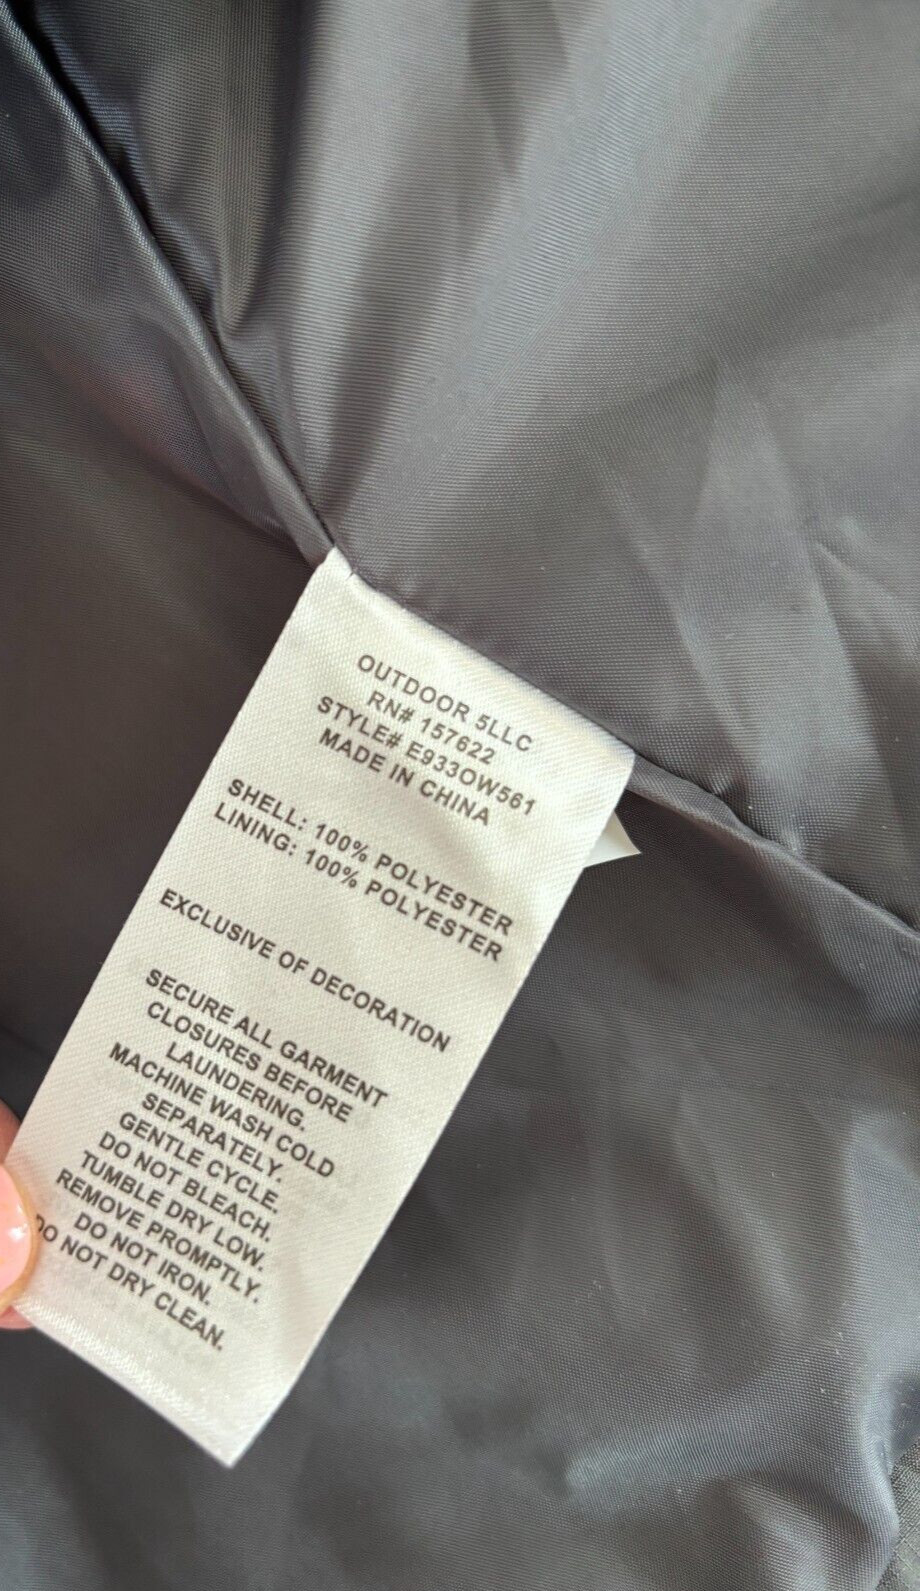 OUTDOOR 5LLC
RN# 157622
STYLE# E933OW561
MADE IN CHINA
SHELL: 100% POLYESTER
LINING: 100% POLYESTER
EXCLUSIVE OF DECORATION
SECURE ALL GARMENT
CLOSURES BEFORE
LAUNDERING.
MACHINE WASH COLD
SEPARATELY.
GENTLE CYCLE.
DO NOT BLEACH.
TUMBLE DRY LOW.
REMOVE PROMPTLY.
DO NOT IRON.
DO NOT DRY CLEAN.